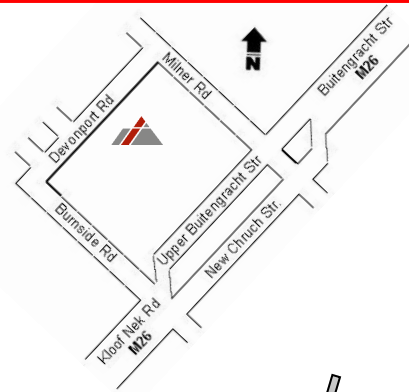 Milner Rd
Buitengracht Str
M26
N
Devonport Rd
Upper Buitengracht Str
Burnside Rd
New Chruch Str.
Kloof Nek Rd
M26